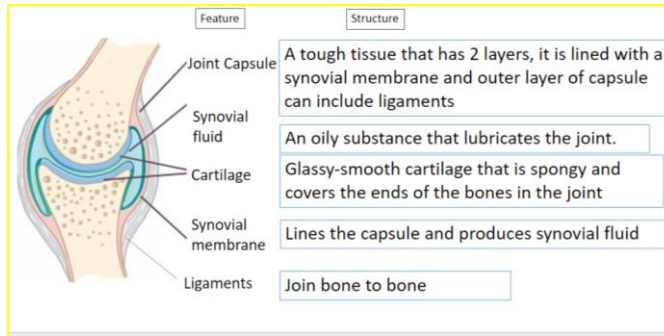 Feature
Structure
Joint Capsule
A tough tissue that has 2 layers, it is lined with a
synovial membrane and outer layer of capsule
can include ligaments
Synovial
fluid
An oily substance that lubricates the joint.
Cartilage
Glassy-smooth cartilage that is spongy and
covers the ends of the bones in the joint
Synovial
membrane
Lines the capsule and produces synovial fluid
Ligaments
Join bone to bone